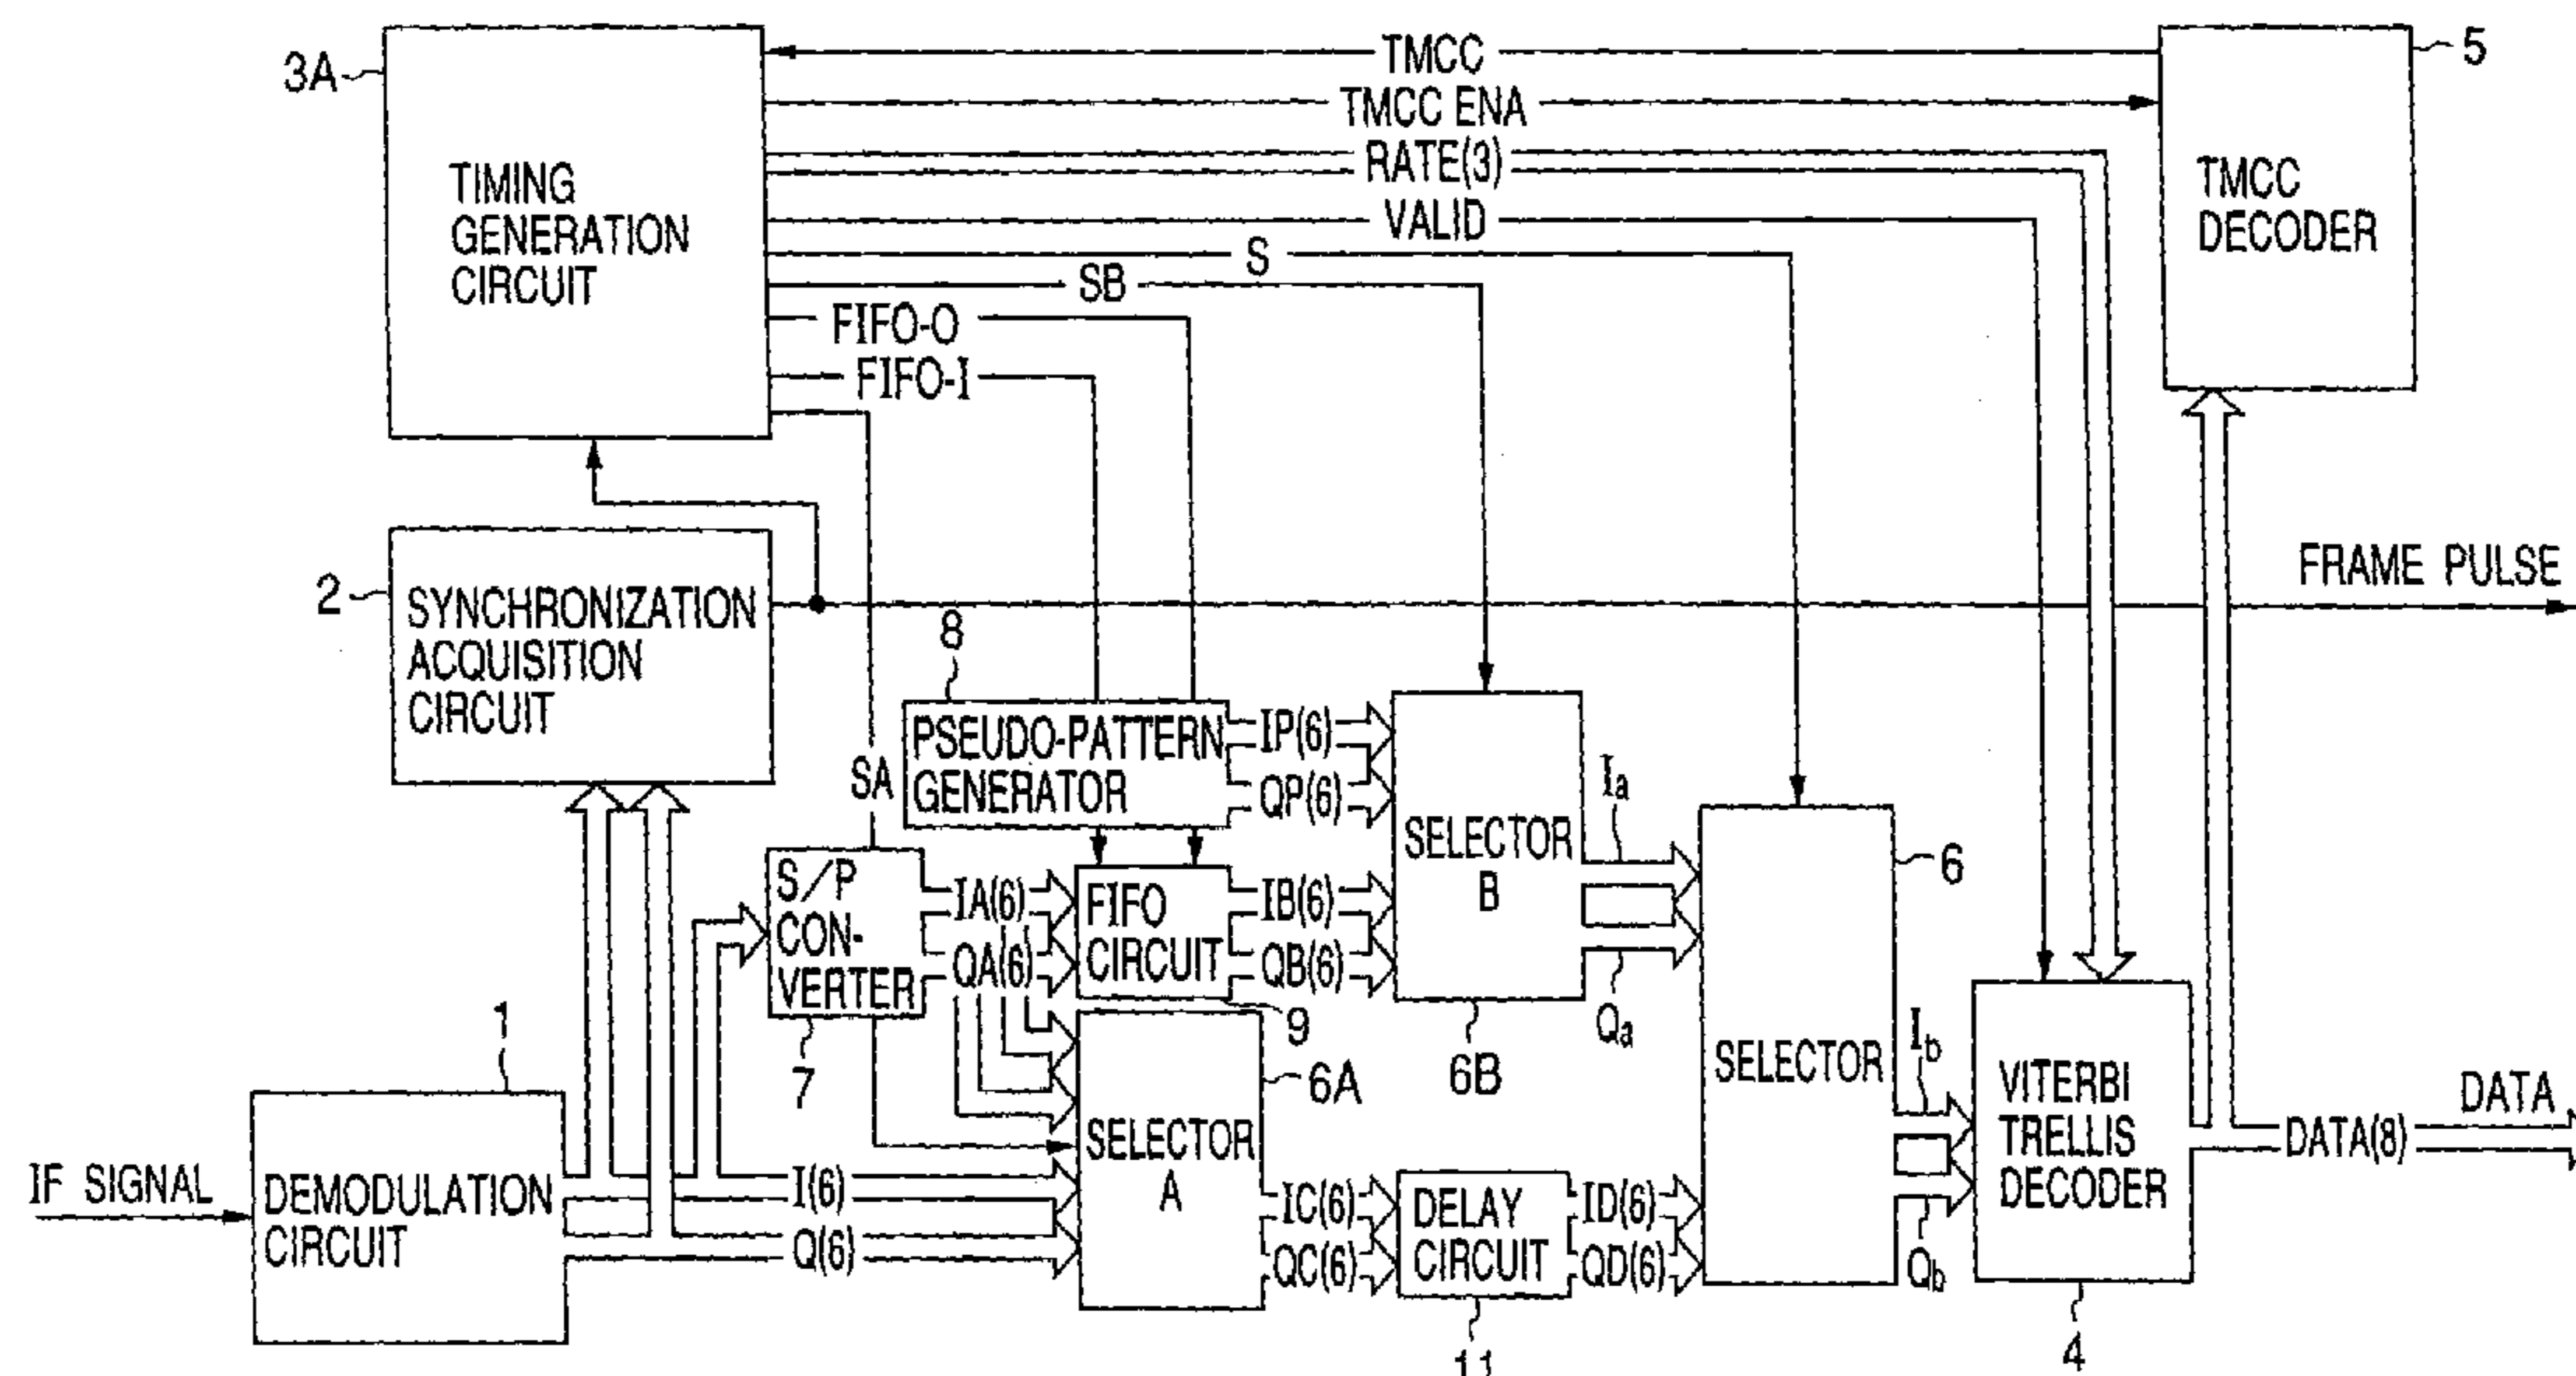 3A
TIMING
GENERATION
CIRCUIT
TMCC
TMCC ENA
RATE(3)
VALID
S
SB
FIFO-O
FIFO-I
5
TMCC
DECODER
2
SYNCHRONIZATION
ACQUISITION
CIRCUIT
FRAME PULSE
8
PSEUDO-PATTERN
GENERATOR
SA
IP(6)
QP(6)
SELECTOR
B
6B
Ia
Qa
S/P
CON-
VERTER
7
IA(6)
QA(6)
FIFO
CIRCUIT
9
IB(6)
QB(6)
6
SELECTOR
1
IF SIGNAL
DEMODULATION
CIRCUIT
I(6)
Q(6)
6A
SELECTOR
A
IC(6)
QC(6)
DELAY
CIRCUIT
11
ID(6)
QD(6)
Ib
Qb
VITERBI
TRELLIS
DECODER
4
DATA(8)
DATA